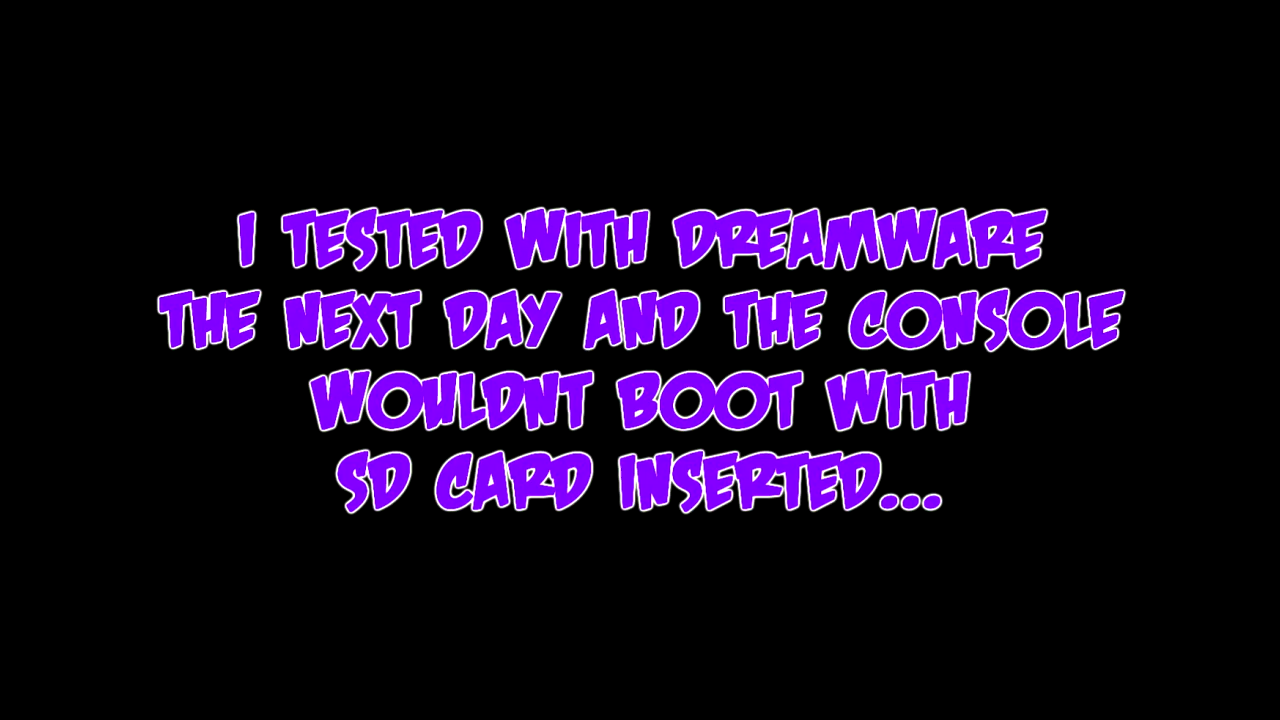 I TESTED WITH DREAMWARE
THE NEXT DAY AND THE CONSOLE
WOULDNT BOOT WITH
SD CARD INSERTED...